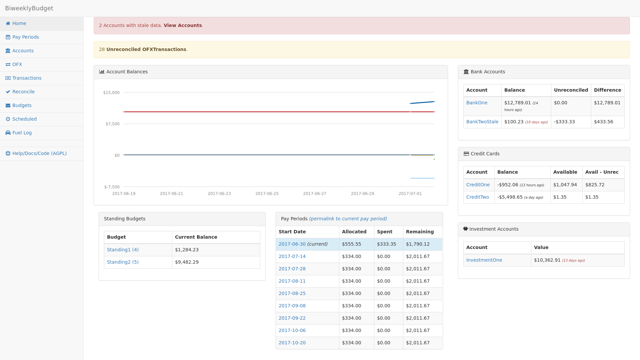 BiweeklyBudget
Home
Pay Periods
Accounts
OFX
Transactions
Reconcile
Budgets
Scheduled
Fuel Log
Help/Docs/Code (AGPL)
2 Accounts with stale data. View Accounts.
28 Unreconciled OFXTransactions.
Account Balances
$15,000
$7,500
$0
$-7,500
2017-06-19 2017-06-21 2017-06-23 2017-06-25 2017-06-27 2017-06-29 2017-07-01
Standing Budgets
Budget Current Balance
Standing1 (4) $1,284.23
Standing2 (5) $9,482.29
Pay Periods (permalink to current pay period)
Start Date Allocated Spent Remaining
2017-06-30 (current) $555.55 $333.35 $1,790.12
2017-07-14 $334.00 $0.00 $2,011.67
2017-07-28 $334.00 $0.00 $2,011.67
2017-08-11 $334.00 $0.00 $2,011.67
2017-08-25 $334.00 $0.00 $2,011.67
2017-09-08 $334.00 $0.00 $2,011.67
2017-09-22 $334.00 $0.00 $2,011.67
2017-10-06 $334.00 $0.00 $2,011.67
2017-10-20 $334.00 $0.00 $2,011.67
Bank Accounts
Account Balance Unreconciled Difference
BankOne $12,789.01 (14 hours ago) $0.00 $12,789.01
BankTwoStale $100.23 (18 days ago) -$333.33 $433.56
Credit Cards
Account Balance Available Avail - Unrec
CreditOne -$952.06 (13 hours ago) $1,047.94 $825.72
CreditTwo -$5,498.65 (a day ago) $1.35 $1.35
Investment Accounts
Account Value
InvestmentOne $10,362.91 (13 days ago)